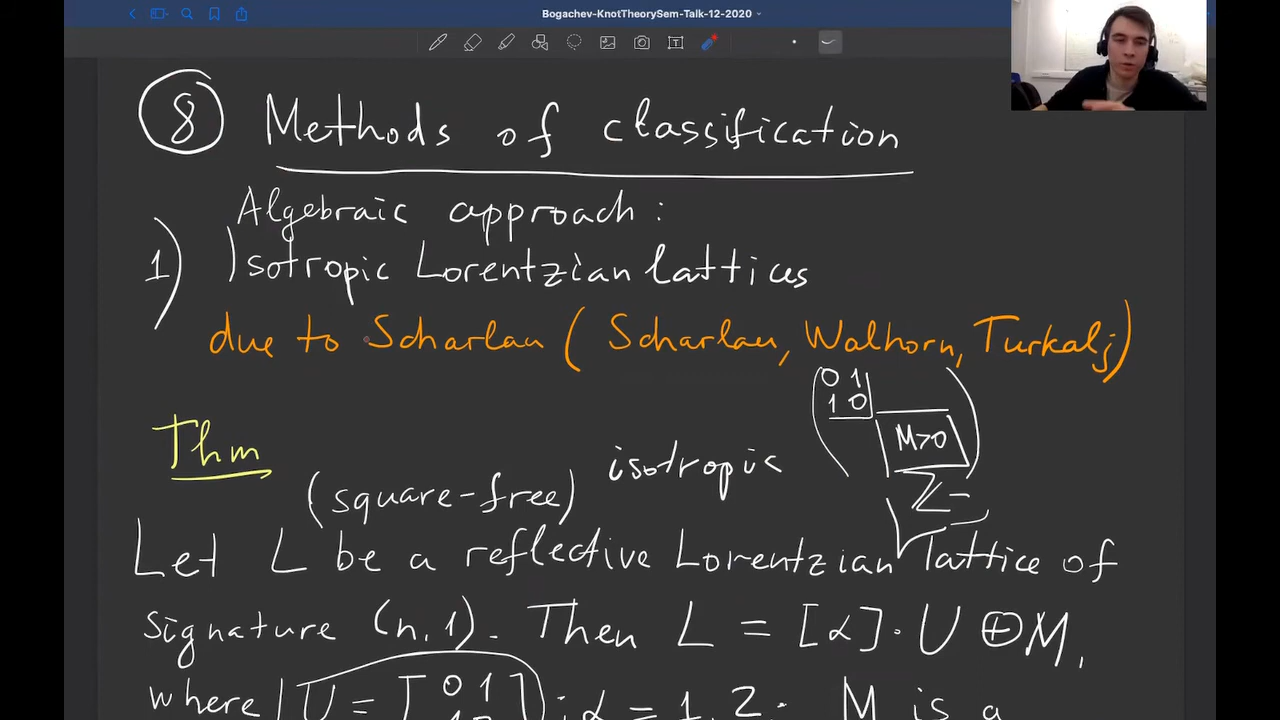 Bogachev-KnotTheorySem-Talk-12-2020
8 Methods of classification
Algebraic approach:
1) Isotropic Lorentzian lattices
due to Scharlau (Scharlau, Walhorn, Turkalj)
0 1
1 0
M>0
Thm
isotropic
(square-free)
ℤ-
Let L be a reflective Lorentzian lattice of
signature (n,1). Then L = [α]·U⊕M,
where U = [0 1
1 0]; α = 1, 2; M is a